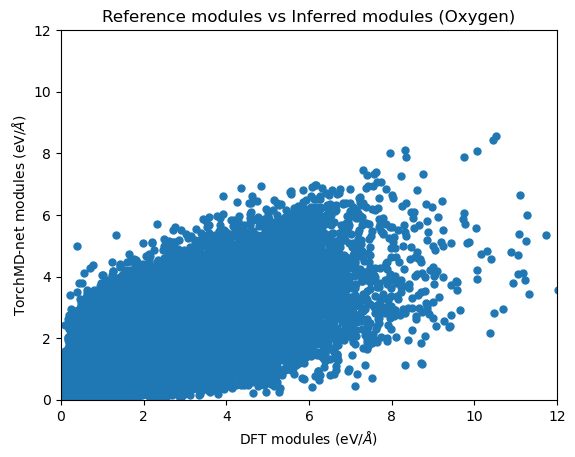 Reference modules vs Inferred modules (Oxygen)
12
10
8
6
4
2
0
TorchMD-net modules (eV/Å)
0 2 4 6 8 10 12
DFT modules (eV/Å)